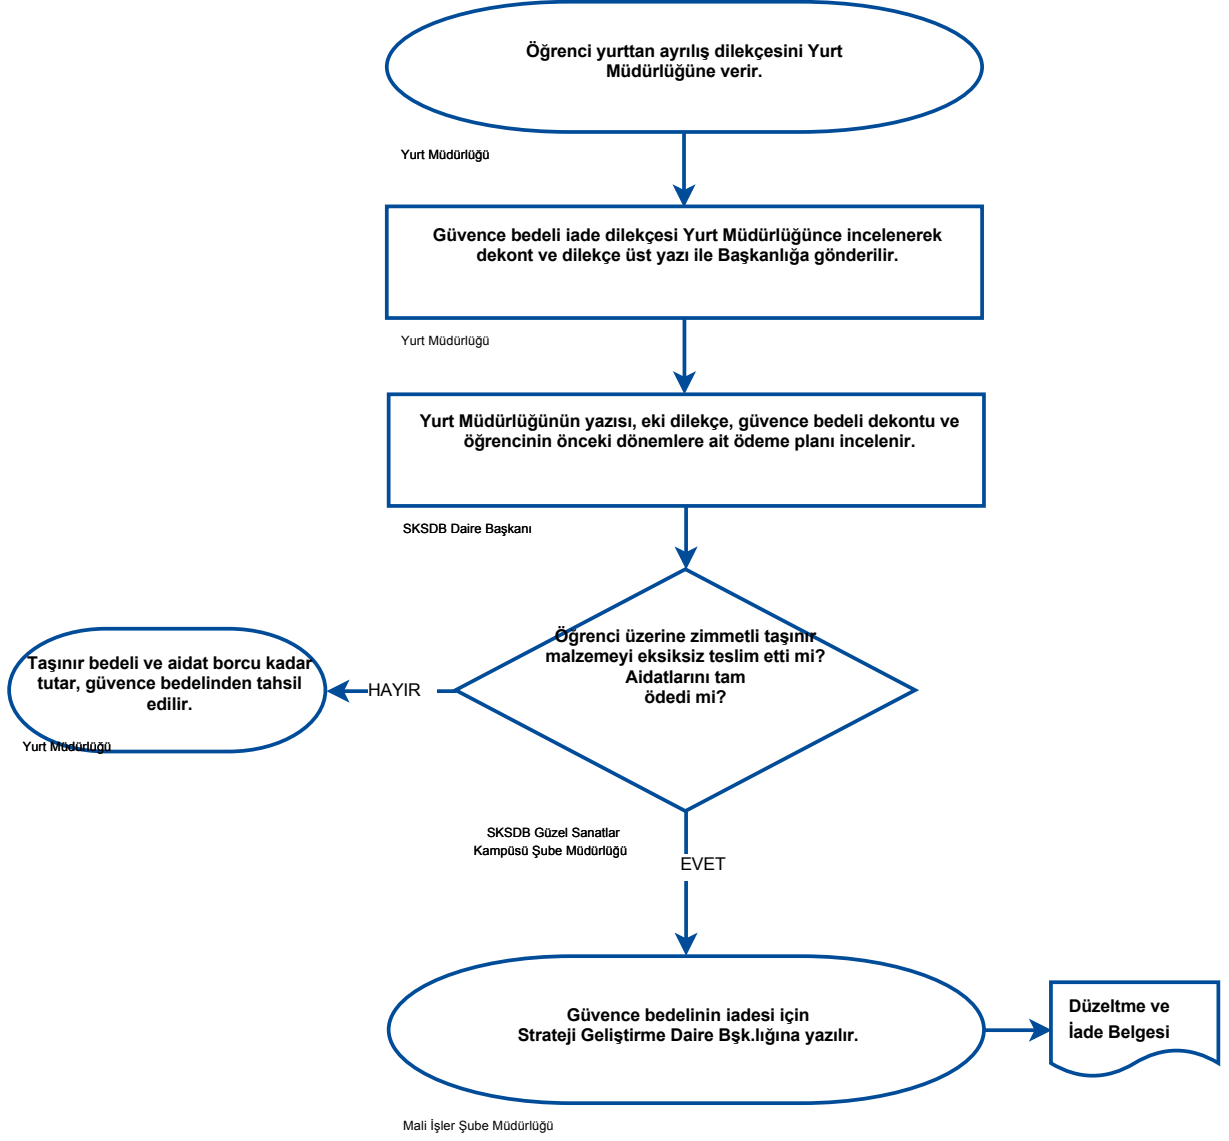 Öğrenci yurttan ayrılış dilekçesini Yurt
Müdürlüğüne verir.
Yurt Müdürlüğü
Güvence bedeli iade dilekçesi Yurt Müdürlüğünce incelenerek
dekont ve dilekçe üst yazı ile Başkanlığa gönderilir.
Yurt Müdürlüğü
Yurt Müdürlüğünün yazısı, eki dilekçe, güvence bedeli dekontu ve
öğrencinin önceki dönemlere ait ödeme planı incelenir.
SKSDB Daire Başkanı
Öğrenci üzerine zimmetli taşınır
malzemeyi eksiksiz teslim etti mi?
Aidatlarını tam
ödedi mi?
HAYIR
Taşınır bedeli ve aidat borcu kadar
tutar, güvence bedelinden tahsil
edilir.
Yurt Müdürlüğü
SKSDB Güzel Sanatlar
Kampüsü Şube Müdürlüğü
EVET
Güvence bedelinin iadesi için
Strateji Geliştirme Daire Bşk.lığına yazılır.
Düzeltme ve
İade Belgesi
Mali İşler Şube Müdürlüğü